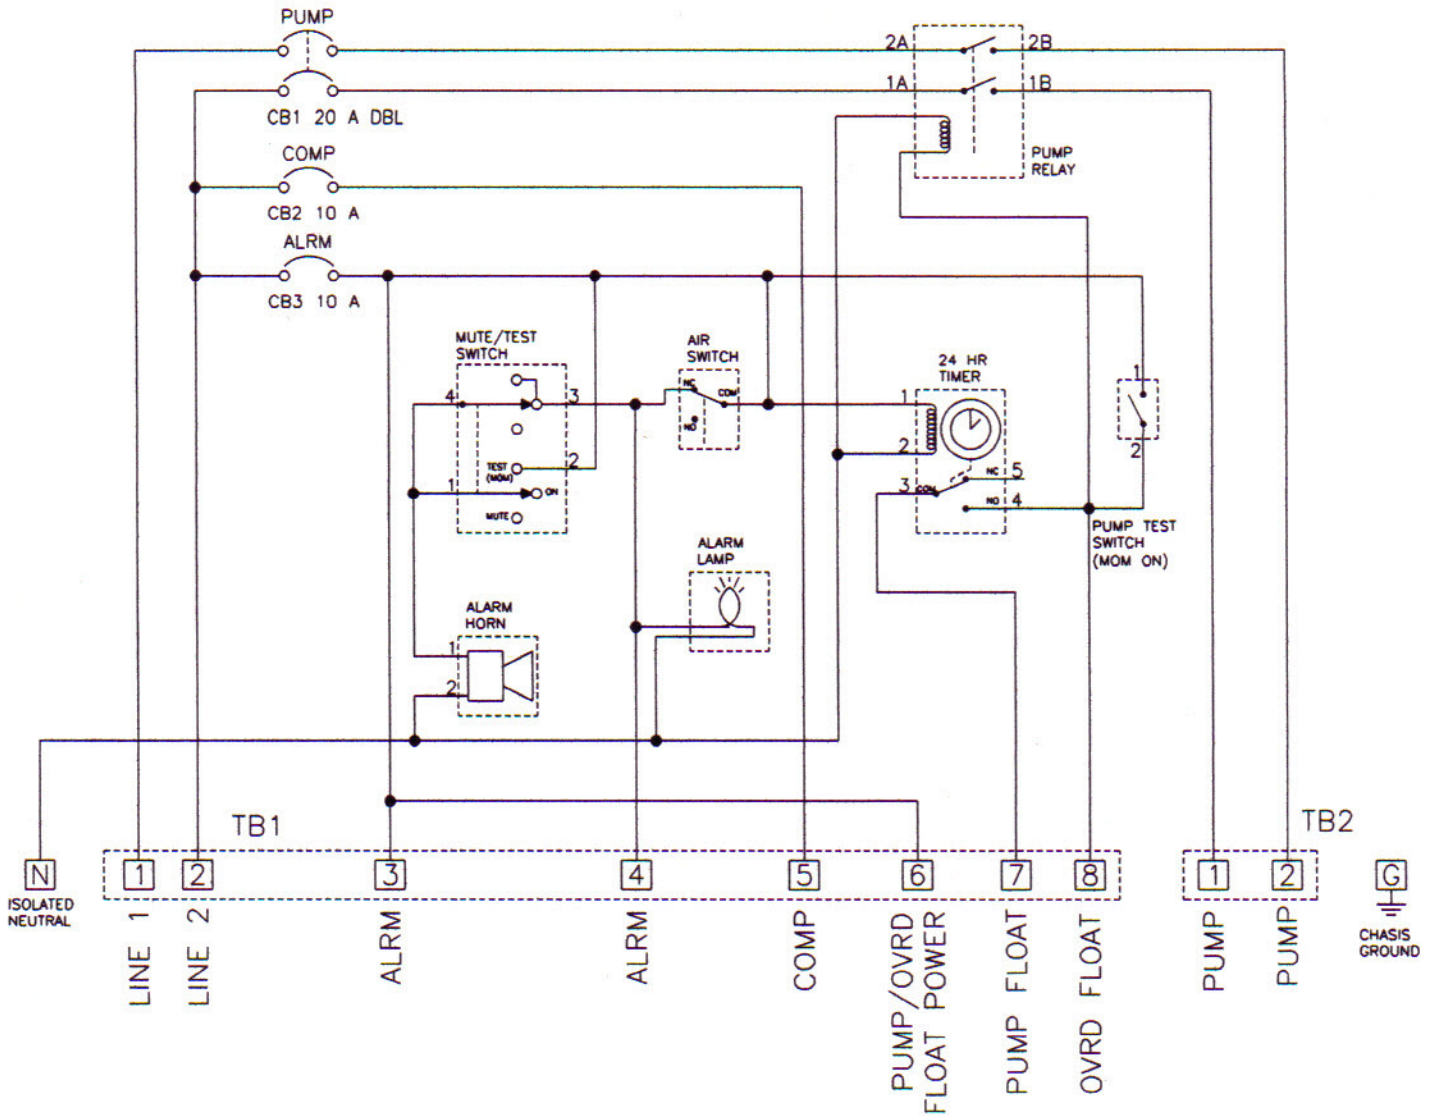 PUMP
2A
2B
1A
1B
CB1 20 A DBL
COMP
PUMP
RELAY
CB2 10 A
ALRM
CB3 10 A
MUTE/TEST
SWITCH
AIR
SWITCH
24 HR
TIMER
1
NC
COM
4
3
1
NO
2
2
TEST
(MOM)
2
NC
5
1
ON
3
COM
NO
4
MUTE
PUMP TEST
SWITCH
(MOM ON)
ALARM
LAMP
ALARM
HORN
1
2
TB1
TB2
N
1
2
3
4
5
6
7
8
1
2
G
ISOLATED
NEUTRAL
LINE 1
LINE 2
ALRM
ALRM
COMP
PUMP/OVRD
FLOAT POWER
PUMP FLOAT
OVRD FLOAT
PUMP
PUMP
CHASIS
GROUND